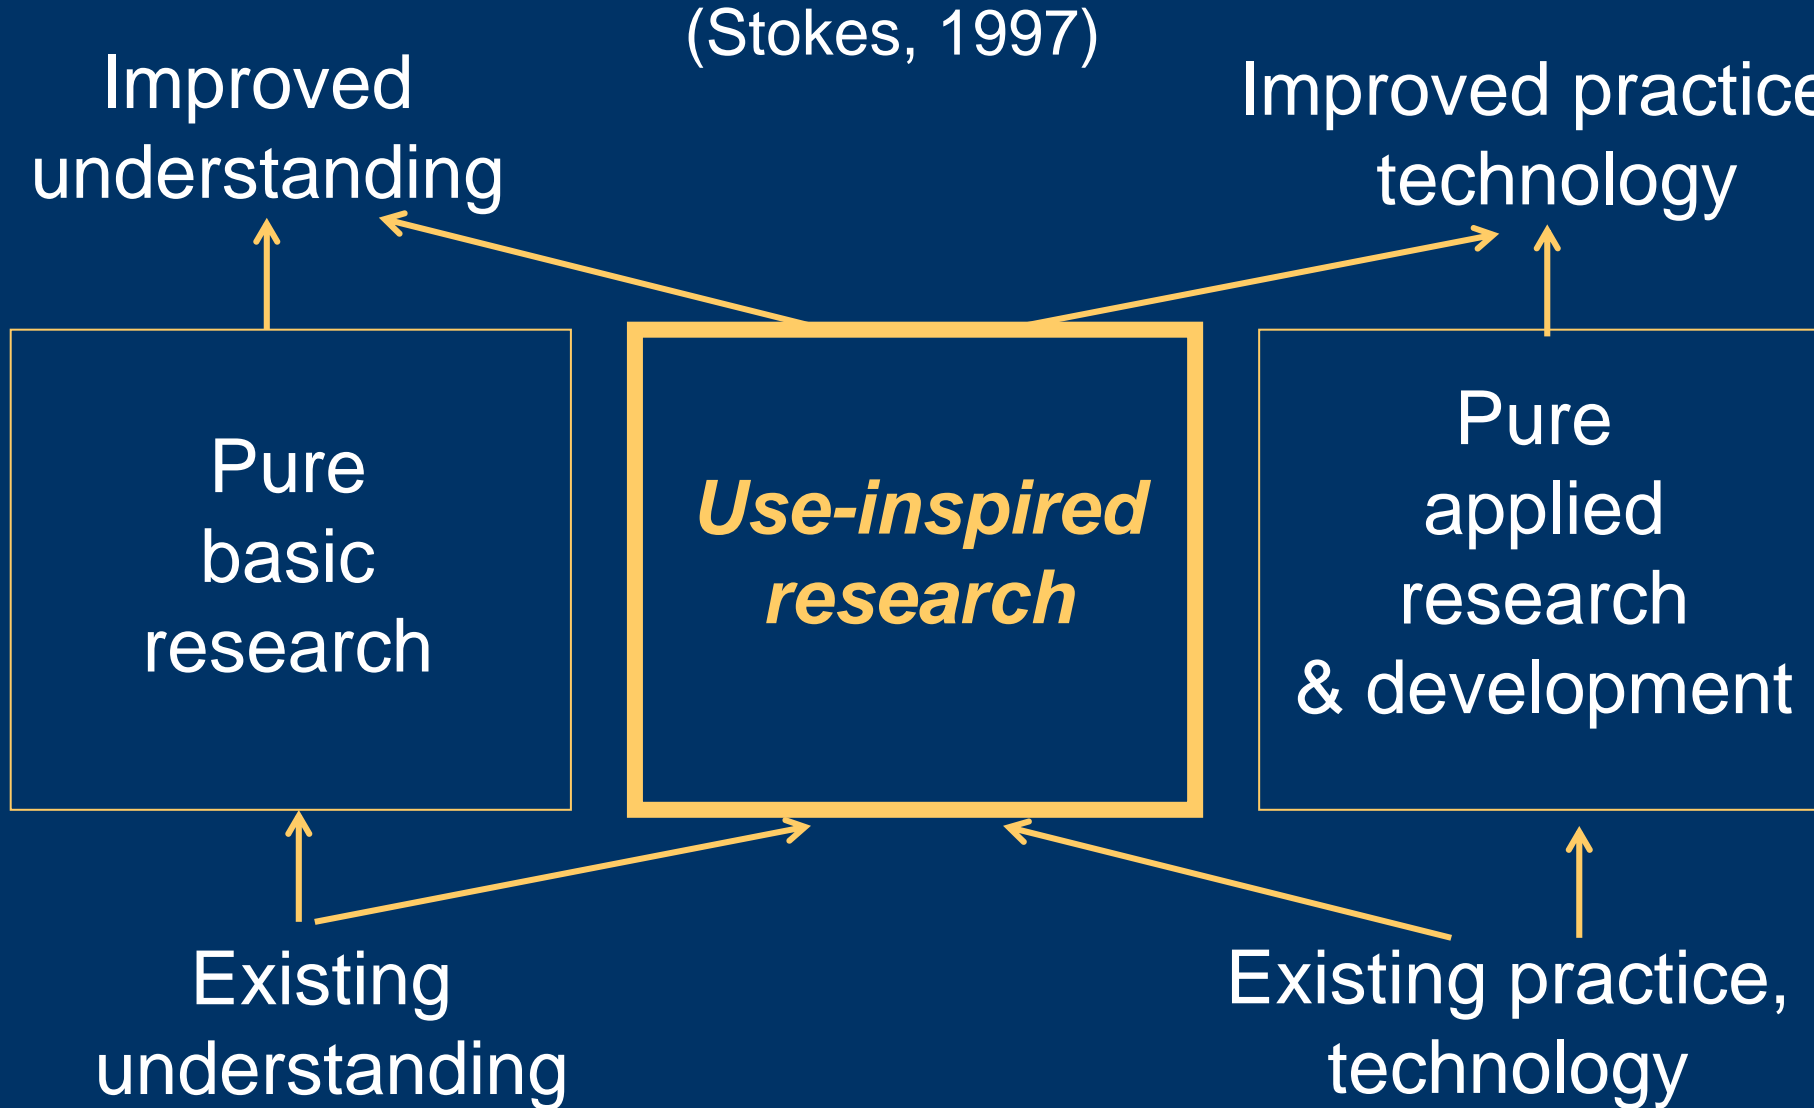 (Stokes, 1997)
Improved
understanding
Improved practice
technology
Pure
basic
research
Use-inspired
research
Pure
applied
research
& development
Existing
understanding
Existing practice,
technology